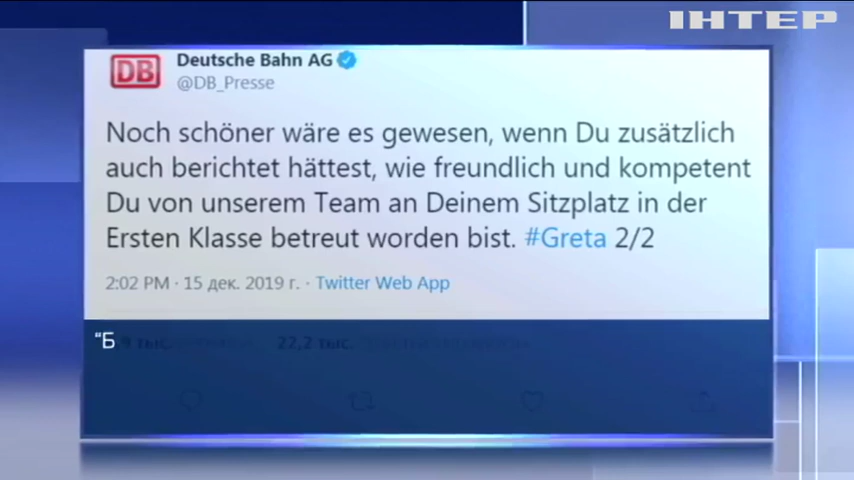 ІНТЕР
DB
Deutsche Bahn AG
@DB_Presse
Noch schöner wäre es gewesen, wenn Du zusätzlich
auch berichtet hättest, wie freundlich und kompetent
Du von unserem Team an Deinem Sitzplatz in der
Ersten Klasse betreut worden bist. #Greta 2/2
2:02 PM · 15 дек. 2019 г. · Twitter Web App
"Б
тыс.
22,2 тыс.